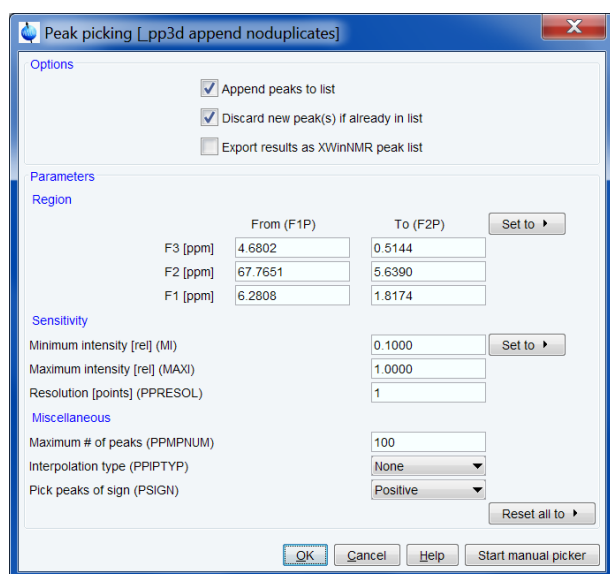 Peak picking [_pp3d append noduplicates]
Options
Append peaks to list
Discard new peak(s) if already in list
Export results as XWinNMR peak list
Parameters
Region
From (F1P) To (F2P) Set to
F3 [ppm] 4.6802 0.5144
F2 [ppm] 67.7651 5.6390
F1 [ppm] 6.2808 1.8174
Sensitivity
Minimum intensity [rel] (MI) 0.1000 Set to
Maximum intensity [rel] (MAXI) 1.0000
Resolution [points] (PPRESOL) 1
Miscellaneous
Maximum # of peaks (PPMPNUM) 100
Interpolation type (PPIPTYP) None
Pick peaks of sign (PSIGN) Positive
Reset all to
OK Cancel Help Start manual picker